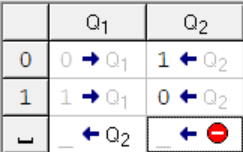 Q₁ Q₂
0 0 → Q₁ 1 ← Q₂
1 1 → Q₁ 0 ← Q₂
⎵ _ ← Q₂ _ ← ⛔